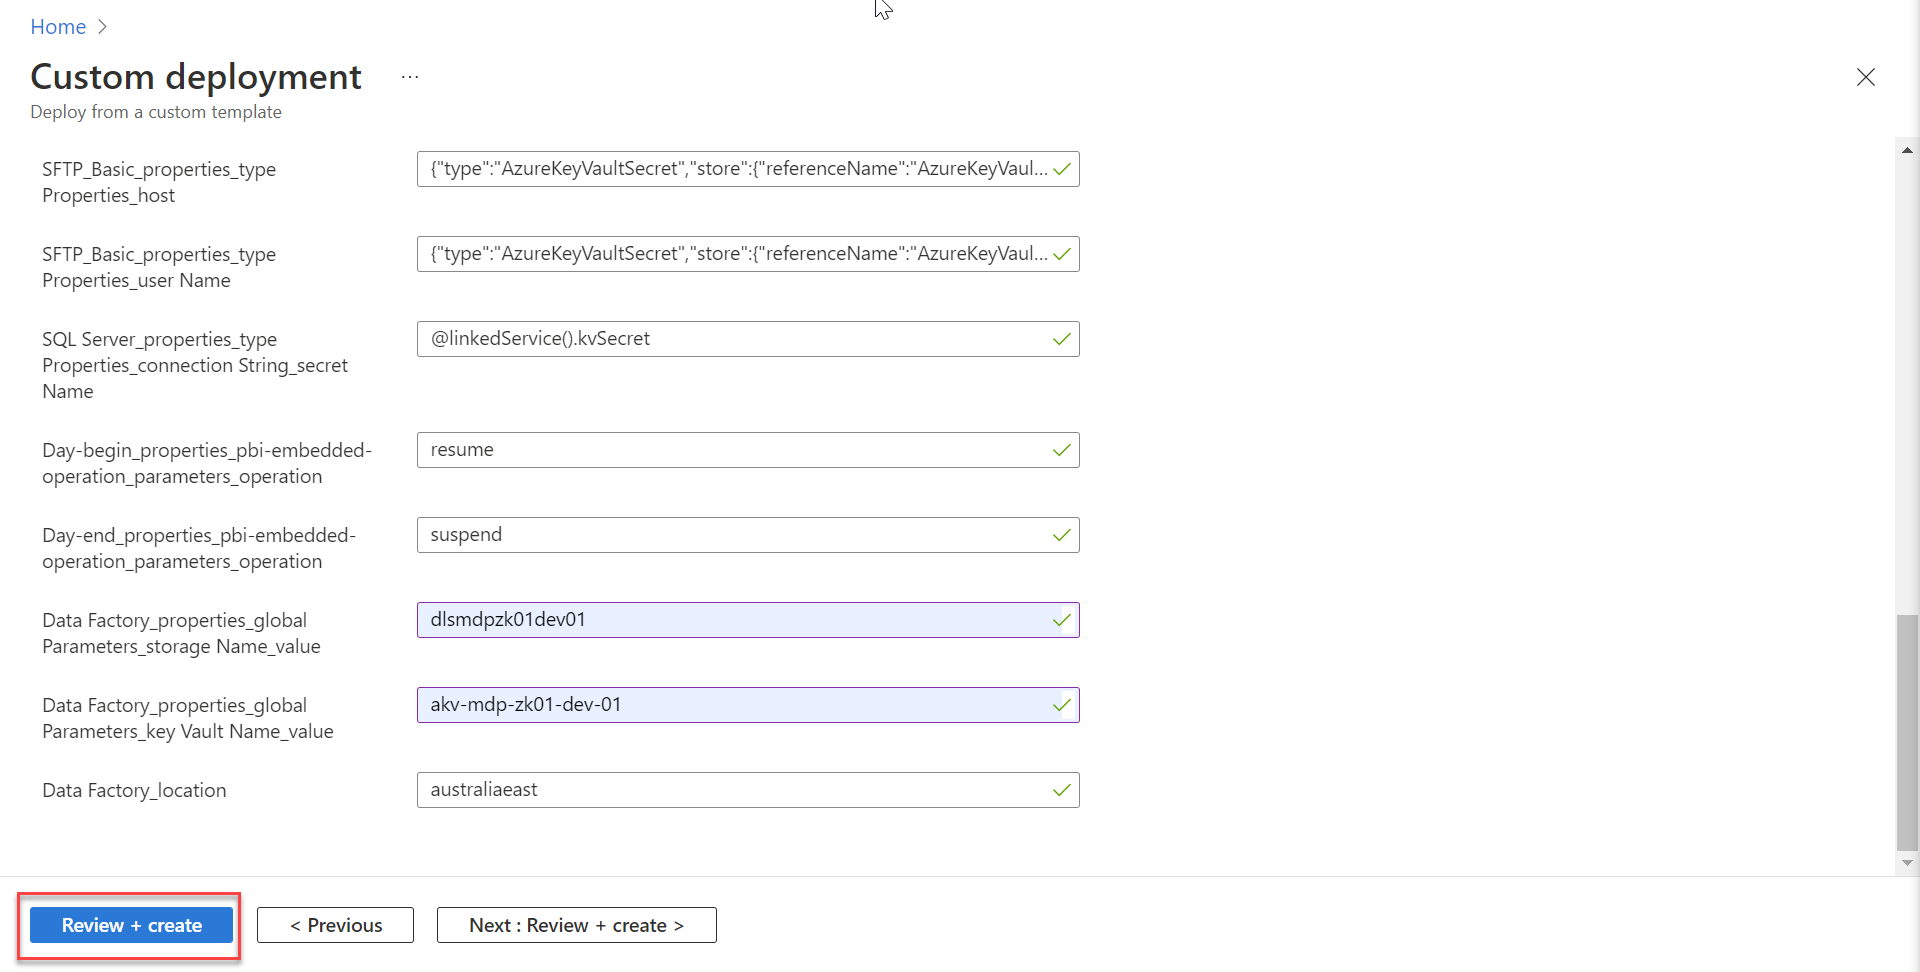 Home >
Custom deployment ...
Deploy from a custom template
SFTP_Basic_properties_type
Properties_host
{"type":"AzureKeyVaultSecret","store":{"referenceName":"AzureKeyVaul...
SFTP_Basic_properties_type
Properties_user Name
{"type":"AzureKeyVaultSecret","store":{"referenceName":"AzureKeyVaul...
SQL Server_properties_type
Properties_connection String_secret
Name
@linkedService().kvSecret
Day-begin_properties_pbi-embedded-
operation_parameters_operation
resume
Day-end_properties_pbi-embedded-
operation_parameters_operation
suspend
Data Factory_properties_global
Parameters_storage Name_value
dlsmdpzk01dev01
Data Factory_properties_global
Parameters_key Vault Name_value
akv-mdp-zk01-dev-01
Data Factory_location
australiaeast
Review + create
< Previous
Next : Review + create >